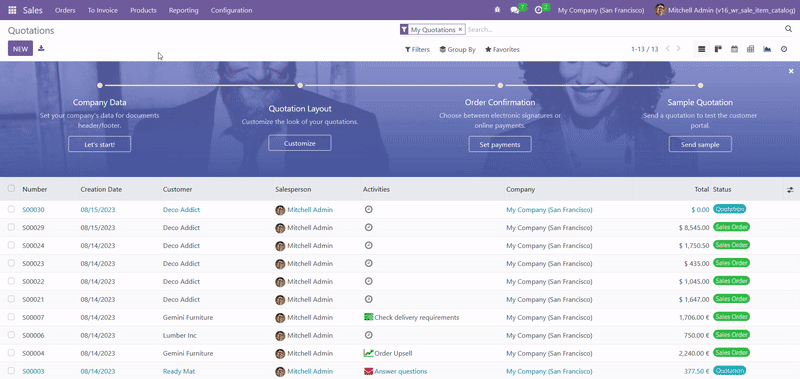 Sales Orders To Invoice Products Reporting Configuration 7 2 My Company (San Francisco) Mitchell Admin (v16_wr_sale_item_catalog)
Quotations My Quotations × Search...
NEW Filters Group By Favorites 1-13 / 13
Company Data Quotation Layout Order Confirmation Sample Quotation
Set your company's data for documents header/footer. Customize the look of your quotations. Choose between electronic signatures or online payments. Send a quotation to test the customer portal.
Let's start! Customize Set payments Send sample
Number Creation Date Customer Salesperson Activities Company Total Status
S00030 08/15/2023 Deco Addict Mitchell Admin My Company (San Francisco) $ 0.00 Quotation
S00029 08/15/2023 Deco Addict Mitchell Admin My Company (San Francisco) $ 8,545.00 Sales Order
S00024 08/14/2023 Deco Addict Mitchell Admin My Company (San Francisco) $ 1,750.50 Sales Order
S00023 08/14/2023 Deco Addict Mitchell Admin My Company (San Francisco) $ 435.00 Sales Order
S00022 08/14/2023 Deco Addict Mitchell Admin My Company (San Francisco) $ 1,045.00 Sales Order
S00021 08/14/2023 Deco Addict Mitchell Admin My Company (San Francisco) $ 1,647.00 Sales Order
S00007 08/14/2023 Gemini Furniture Mitchell Admin Check delivery requirements My Company (San Francisco) 1,706.00 € Sales Order
S00006 08/14/2023 Lumber Inc Mitchell Admin My Company (San Francisco) 750.00 € Sales Order
S00004 08/14/2023 Gemini Furniture Mitchell Admin Order Upsell My Company (San Francisco) 2,240.00 € Sales Order
S00003 08/14/2023 Ready Mat Mitchell Admin Answer questions My Company (San Francisco) 377.50 € Quotation